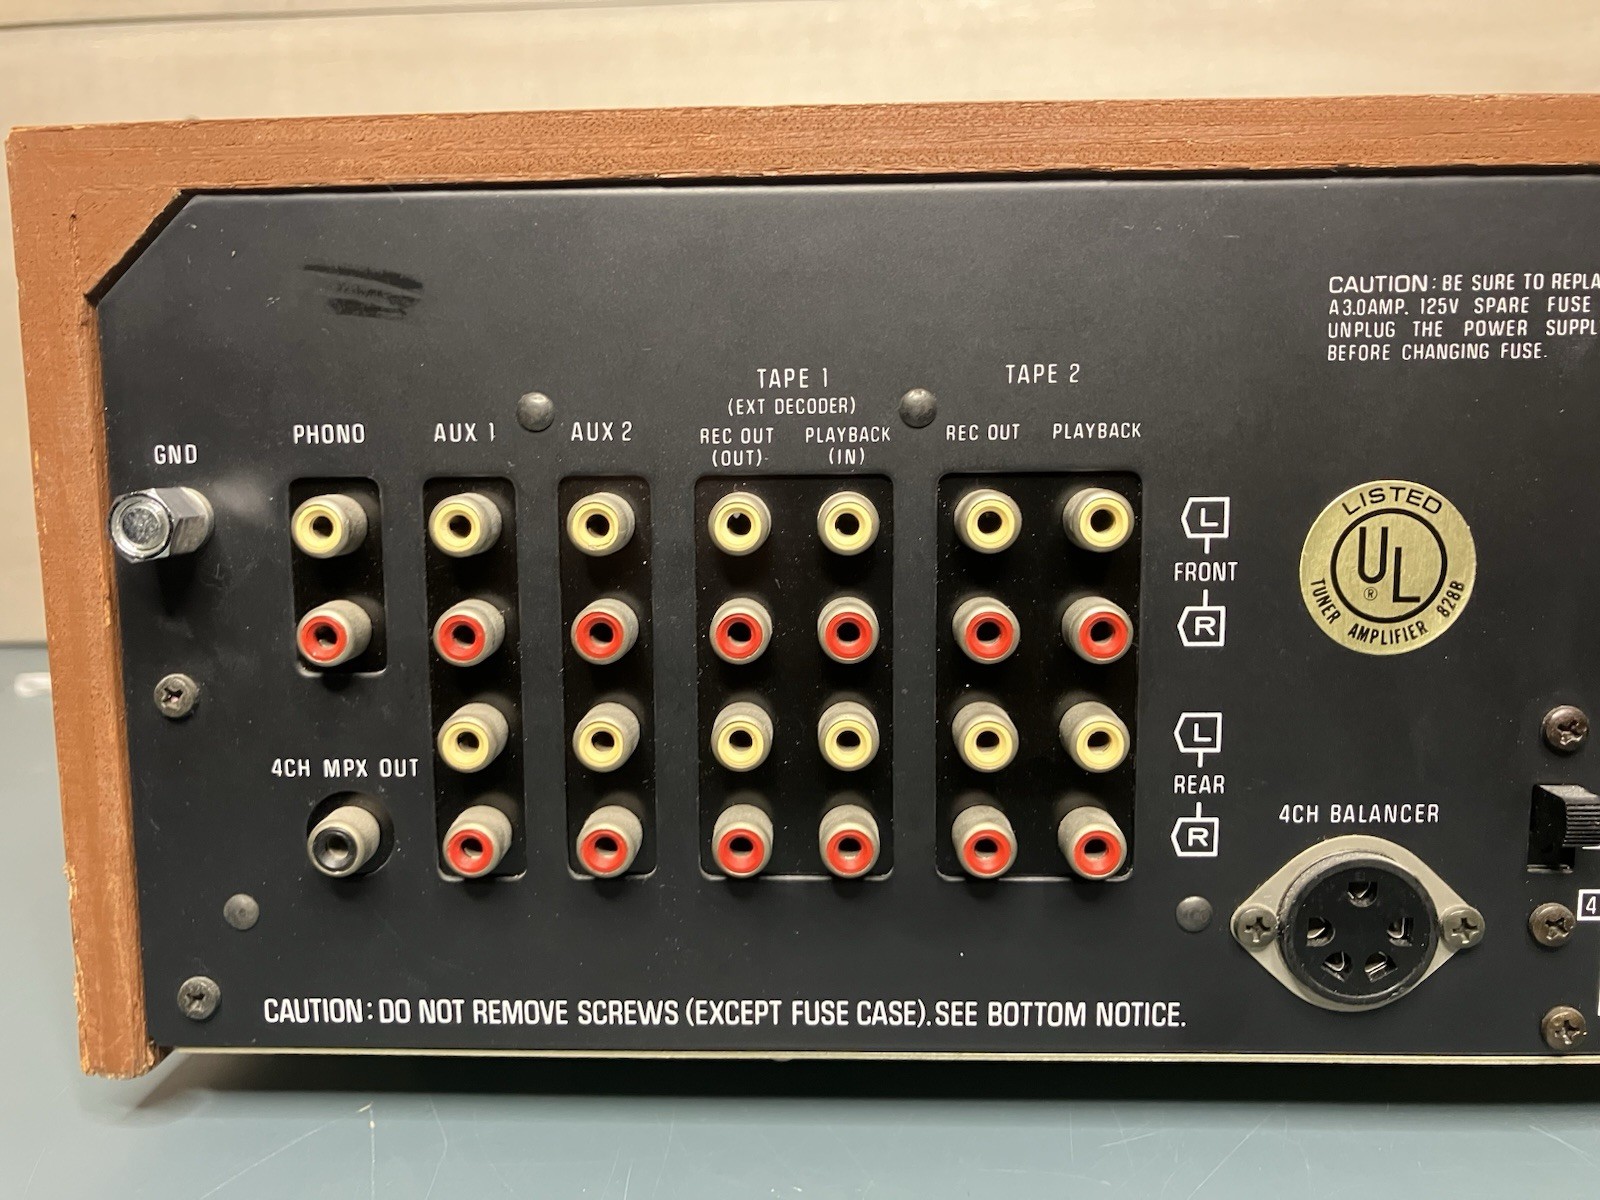 CAUTION: BE SURE TO
A 3.0AMP. 125V SPARE FUSE
UNPLUG THE POWER
BEFORE CHANGING FUSE.
TAPE 1
(EXT DECODER)
TAPE 2
GND
PHONO
AUX 1
AUX 2
REC OUT
(OUT)
PLAYBACK
(IN)
REC OUT
PLAYBACK
L
FRONT
R
LISTED
UL
®
TUNER AMPLIFIER 828B
L
REAR
R
4CH MPX OUT
4CH BALANCER
4
CAUTION: DO NOT REMOVE SCREWS (EXCEPT FUSE CASE). SEE BOTTOM NOTICE.